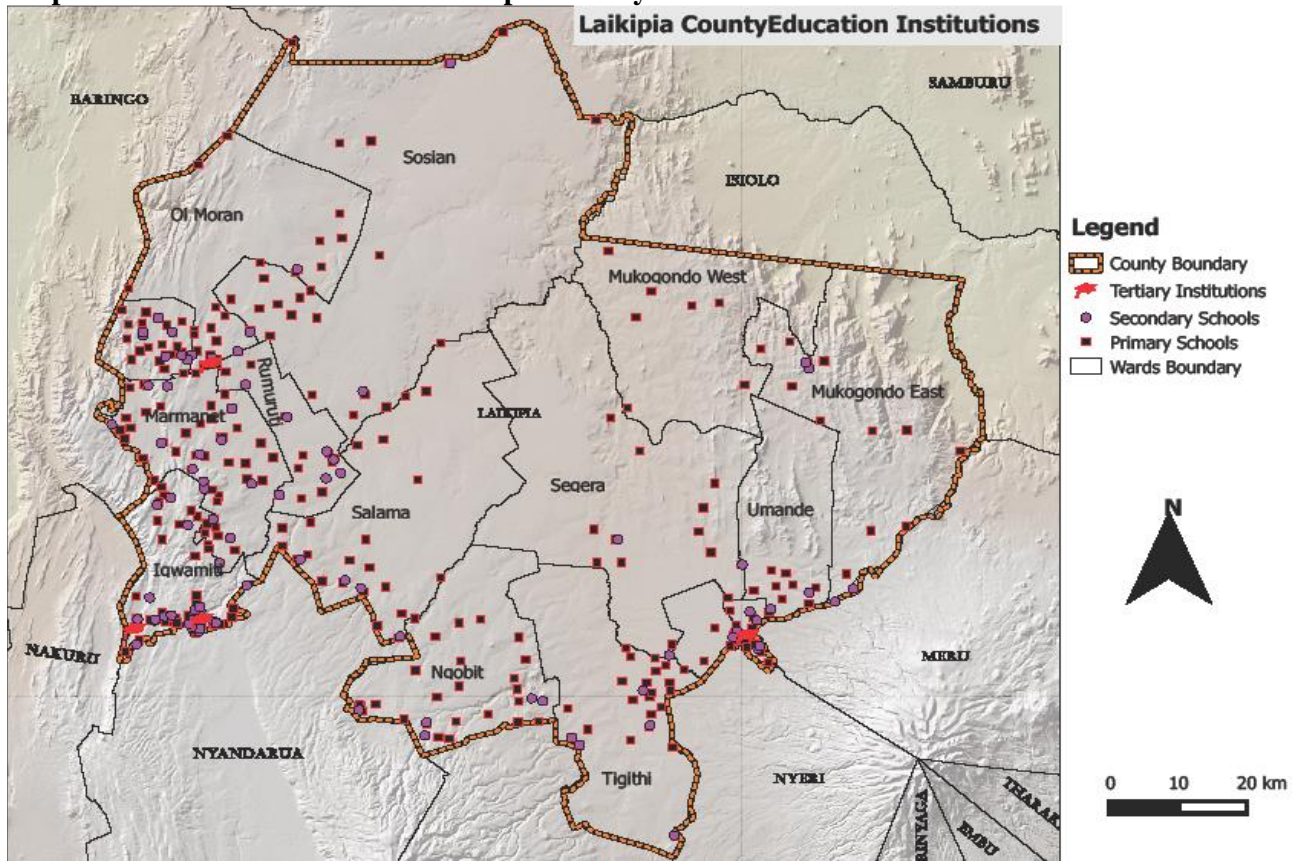 Laikipia CountyEducation Institutions
BARINGO
SAMBURU
Sosian
ISIOLO
Ol Moran
Mukogondo West
Rumuruti
Marmanet
LAIKIPIA
Mukogondo East
Segera
Salama
Umande
Igwamiti
NAKURU
Ngobit
MERU
NYANDARUA
Tigithi
NYERI
THARAK
EMBU
RINYAGA
Legend
County Boundary
Tertiary Institutions
Secondary Schools
Primary Schools
Wards Boundary
N
0 10 20 km